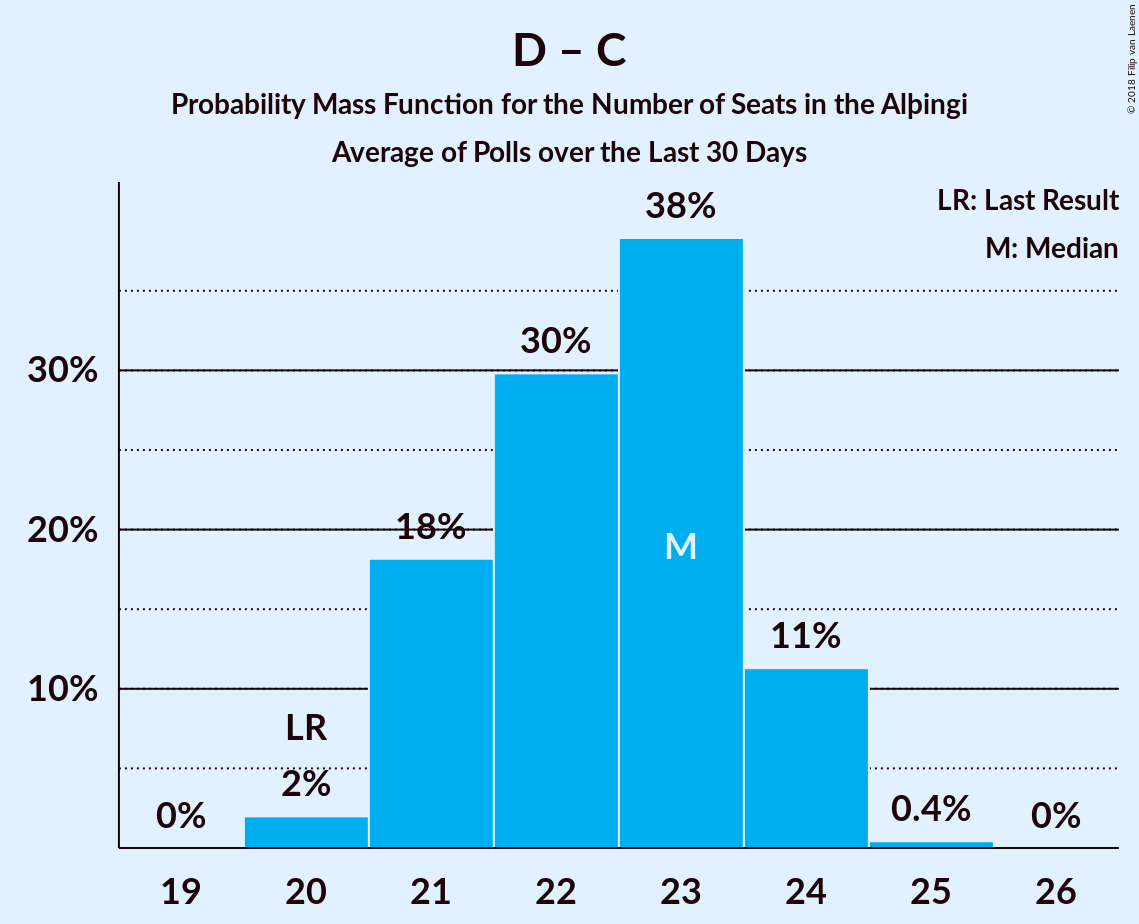 D – C
Probability Mass Function for the Number of Seats in the Alþingi
Average of Polls over the Last 30 Days
© 2018 Filip van Laenen
LR: Last Result
M: Median
38%
30%
30%
18%
20%
M
11%
10%
LR
2%
0%
0.4%
0%
19 20 21 22 23 24 25 26